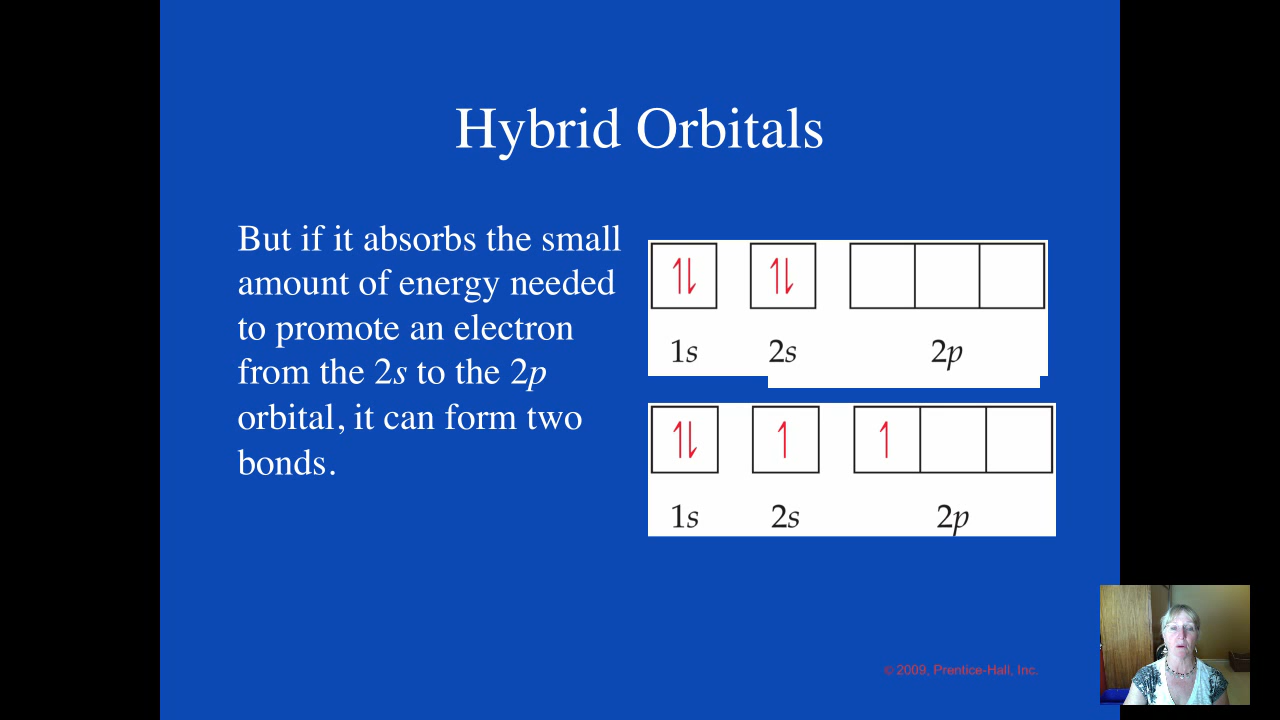 Hybrid Orbitals
But if it absorbs the small
amount of energy needed
to promote an electron
from the 2s to the 2p
orbital, it can form two
bonds.
1s 2s 2p
1s 2s 2p
© 2009, Prentice-Hall, Inc.